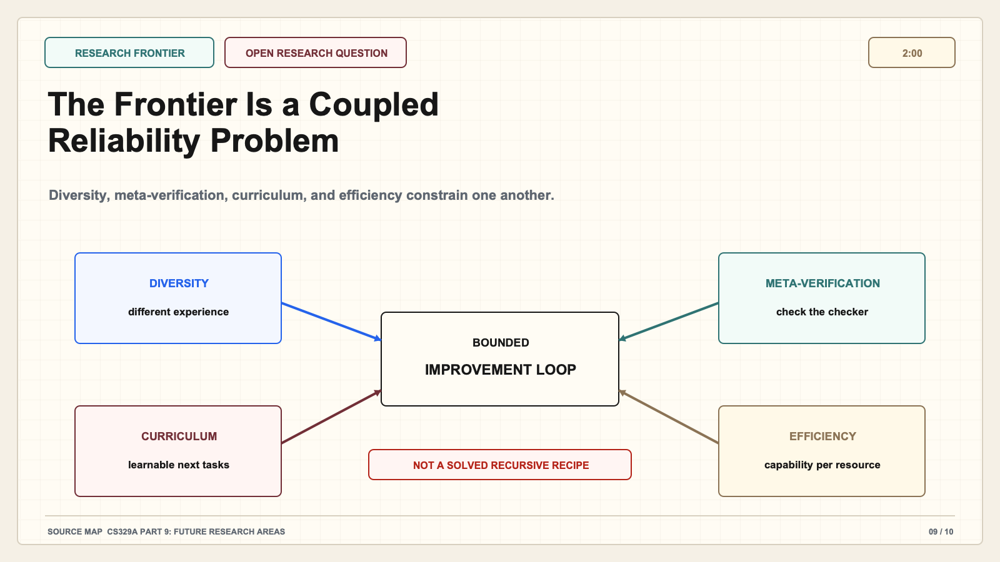 RESEARCH FRONTIER
OPEN RESEARCH QUESTION
2:00
The Frontier Is a Coupled
Reliability Problem
Diversity, meta-verification, curriculum, and efficiency constrain one another.
DIVERSITY
different experience
META-VERIFICATION
check the checker
BOUNDED
IMPROVEMENT LOOP
CURRICULUM
learnable next tasks
EFFICIENCY
capability per resource
NOT A SOLVED RECURSIVE RECIPE
SOURCE MAP  CS329A PART 9: FUTURE RESEARCH AREAS
09 / 10